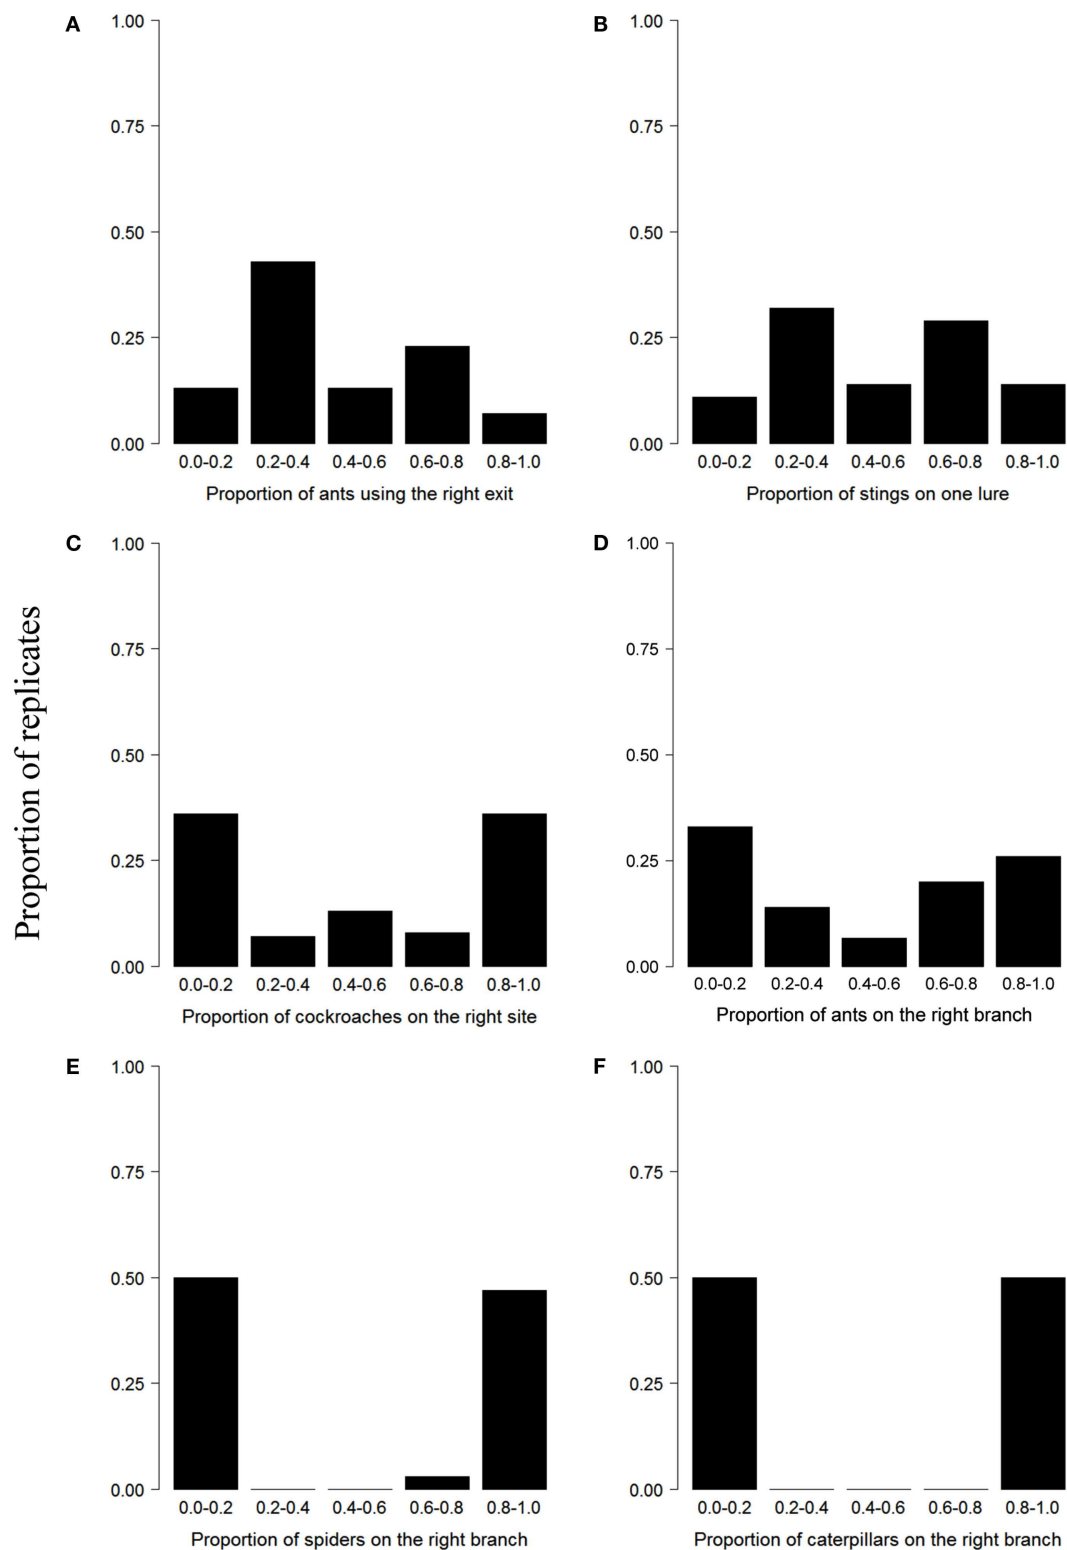 A
1.00
0.75
0.50
0.25
0.00
0.0-0.2 0.2-0.4 0.4-0.6 0.6-0.8 0.8-1.0
Proportion of ants using the right exit
B
1.00
0.75
0.50
0.25
0.00
0.0-0.2 0.2-0.4 0.4-0.6 0.6-0.8 0.8-1.0
Proportion of stings on one lure
Proportion of replicates
C
1.00
0.75
0.50
0.25
0.00
0.0-0.2 0.2-0.4 0.4-0.6 0.6-0.8 0.8-1.0
Proportion of cockroaches on the right site
D
1.00
0.75
0.50
0.25
0.00
0.0-0.2 0.2-0.4 0.4-0.6 0.6-0.8 0.8-1.0
Proportion of ants on the right branch
E
1.00
0.75
0.50
0.25
0.00
0.0-0.2 0.2-0.4 0.4-0.6 0.6-0.8 0.8-1.0
Proportion of spiders on the right branch
F
1.00
0.75
0.50
0.25
0.00
0.0-0.2 0.2-0.4 0.4-0.6 0.6-0.8 0.8-1.0
Proportion of caterpillars on the right branch